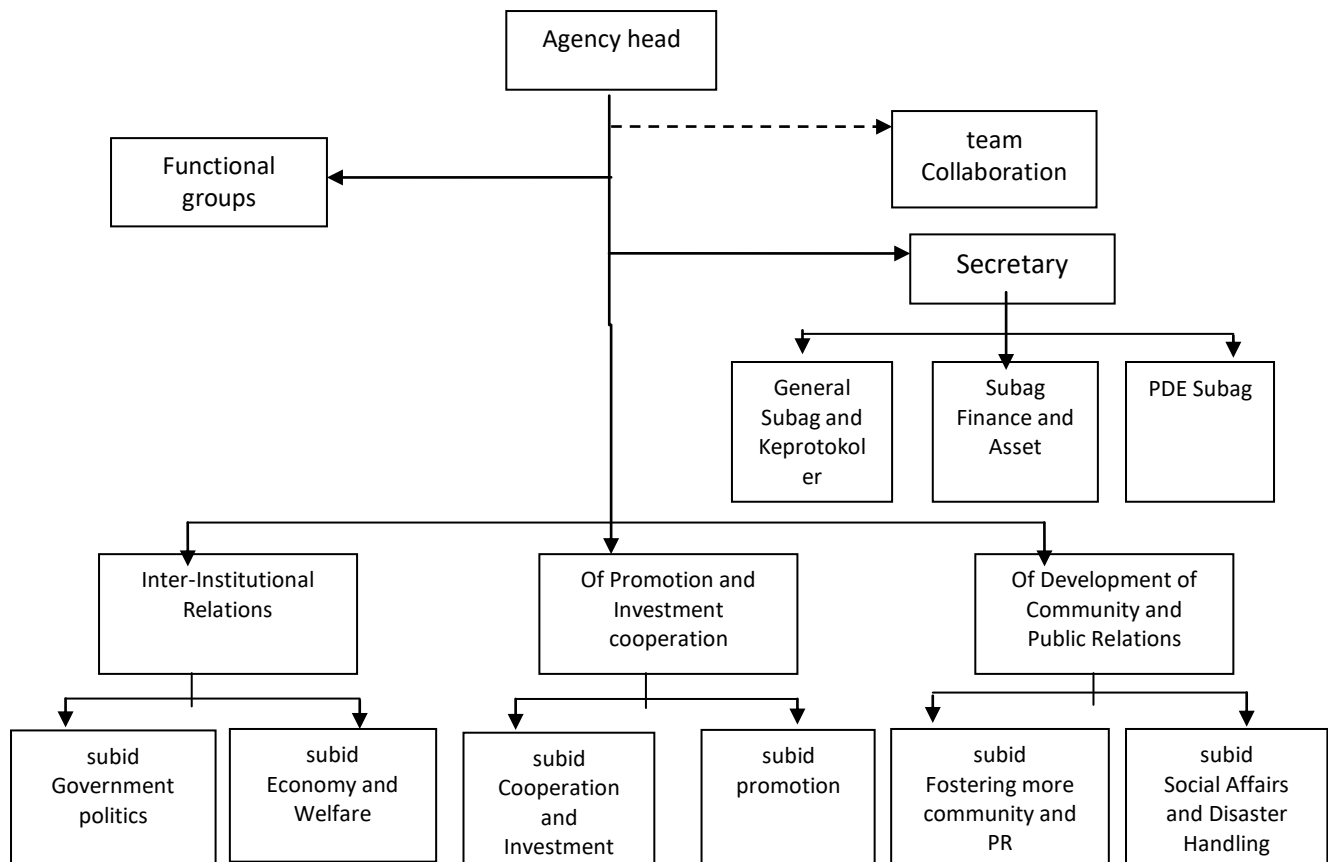 Agency head
team
Collaboration
Functional
groups
Secretary
General
Subag and
Keprotokol
er
Subag
Finance and
Asset
PDE Subag
Inter-Institutional
Relations
Of Promotion and
Investment
cooperation
Of Development of
Community and
Public Relations
subid
Government
politics
subid
Economy and
Welfare
subid
Cooperation
and
Investment
subid
promotion
subid
Fostering more
community and
PR
subid
Social Affairs
and Disaster
Handling